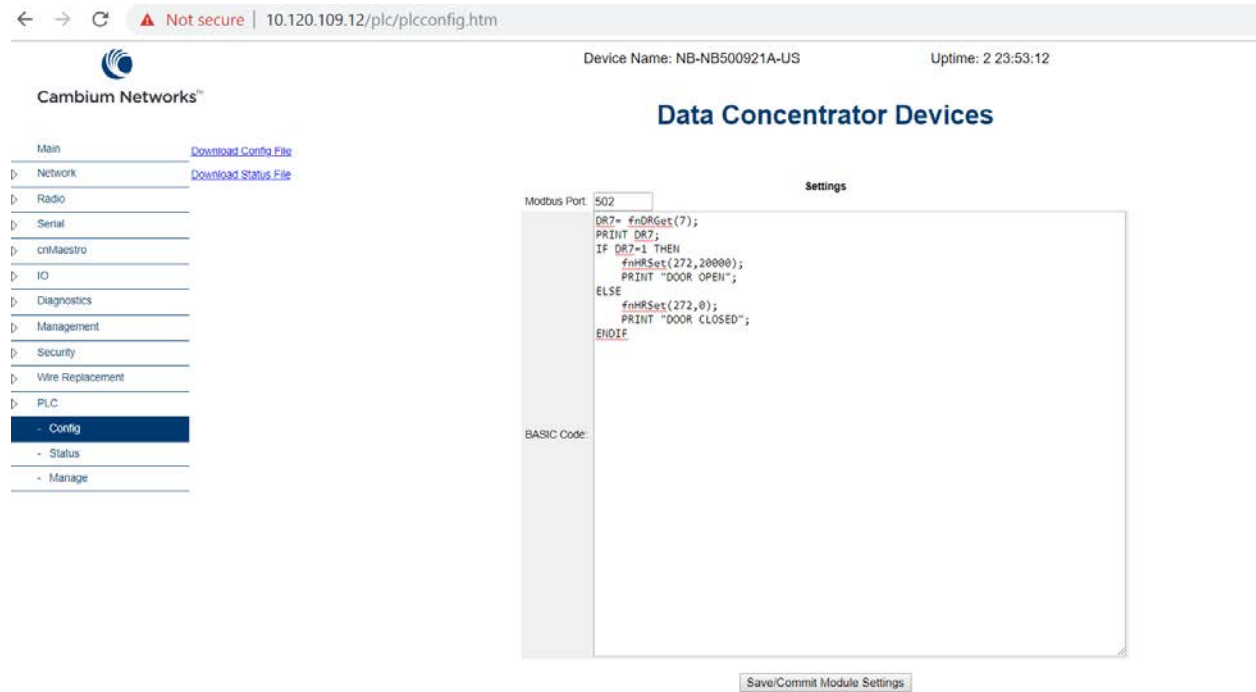 Not secure | 10.120.109.12/plc/plcconfig.htm
Device Name: NB-NB500921A-US Uptime: 2 23:53:12
Cambium Networks™
Data Concentrator Devices
Main
Network
Radio
Serial
cnMaestro
IO
Diagnostics
Management
Security
Wire Replacement
PLC
- Config
- Status
- Manage
Download Config File
Download Status File
Settings
Modbus Port: 502
BASIC Code:
DR7= fnDRGet(7);
PRINT DR7;
IF DR7=1 THEN
    fnHRSet(272,20000);
    PRINT "DOOR OPEN";
ELSE
    fnHRSet(272,0);
    PRINT "DOOR CLOSED";
ENDIF
Save/Commit Module Settings